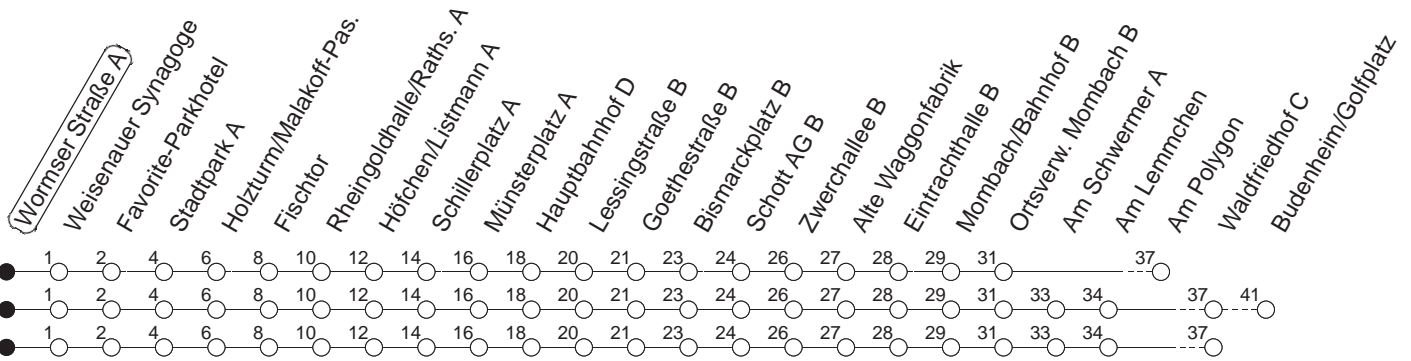 Wormser Straße A
Weisenauer Synagoge
Favorite-Parkhotel
Stadtpark A
Holzturm/Malakoff-Pas.
Fischtor
Rheingoldhalle/Raths. A
Höfchen/Listmann A
Schillerplatz A
Münsterplatz A
Hauptbahnhof D
Lessingstraße B
Goethestraße B
Bismarckplatz B
Schott AG B
Zwerchallee B
Alte Waggonfabrik
Eintrachthalle B
Mombach/Bahnhof B
Ortsverw. Mombach B
Am Schwermer A
Am Lemmchen
Am Polygon
Waldfriedhof C
Budenheim/Golfplatz
1 2 4 6 8 10 12 14 16 18 20 21 23 24 26 27 28 29 31 37
1 2 4 6 8 10 12 14 16 18 20 21 23 24 26 27 28 29 31 33 34 37 41
1 2 4 6 8 10 12 14 16 18 20 21 23 24 26 27 28 29 31 33 34 37